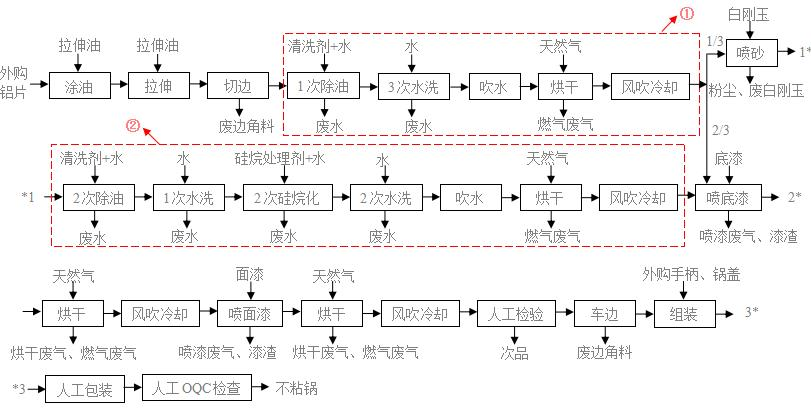 ①
拉伸油 拉伸油 清洗剂+水 水 天然气 白刚玉
1/3
外购铝片 涂油 拉伸 切边 1次除油 3次水洗 吹水 烘干 风吹冷却 喷砂 1*
废边角料 废水 废水 燃气废气 粉尘、废白刚玉
②
2/3
清洗剂+水 水 硅烷处理剂+水 水 天然气 底漆
*1 2次除油 1次水洗 2次硅烷化 2次水洗 吹水 烘干 风吹冷却 喷底漆 2*
废水 废水 废水 废水 燃气废气 喷漆废气、漆渣
天然气 面漆 天然气 外购手柄、锅盖
烘干 风吹冷却 喷面漆 烘干 风吹冷却 人工检验 车边 组装 3*
烘干废气、燃气废气 喷漆废气、漆渣 烘干废气、燃气废气 次品 废边角料
*3 人工包装 人工OQC检查 不粘锅